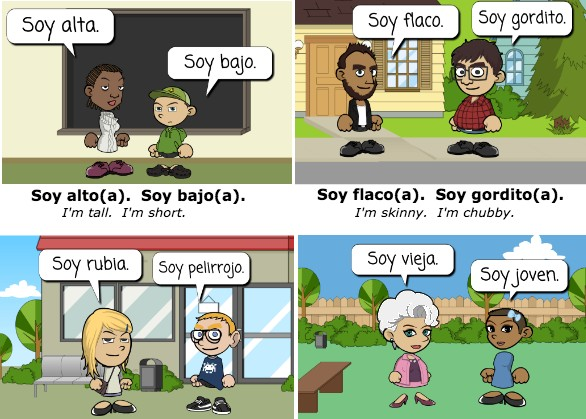 Soy alta.
Soy bajo.
Soy alto(a).  Soy bajo(a).
I'm tall.  I'm short.
Soy flaco.
Soy gordito.
Soy flaco(a).  Soy gordito(a).
I'm skinny.  I'm chubby.
Soy rubia.
Soy pelirrojo.
Soy vieja.
Soy joven.